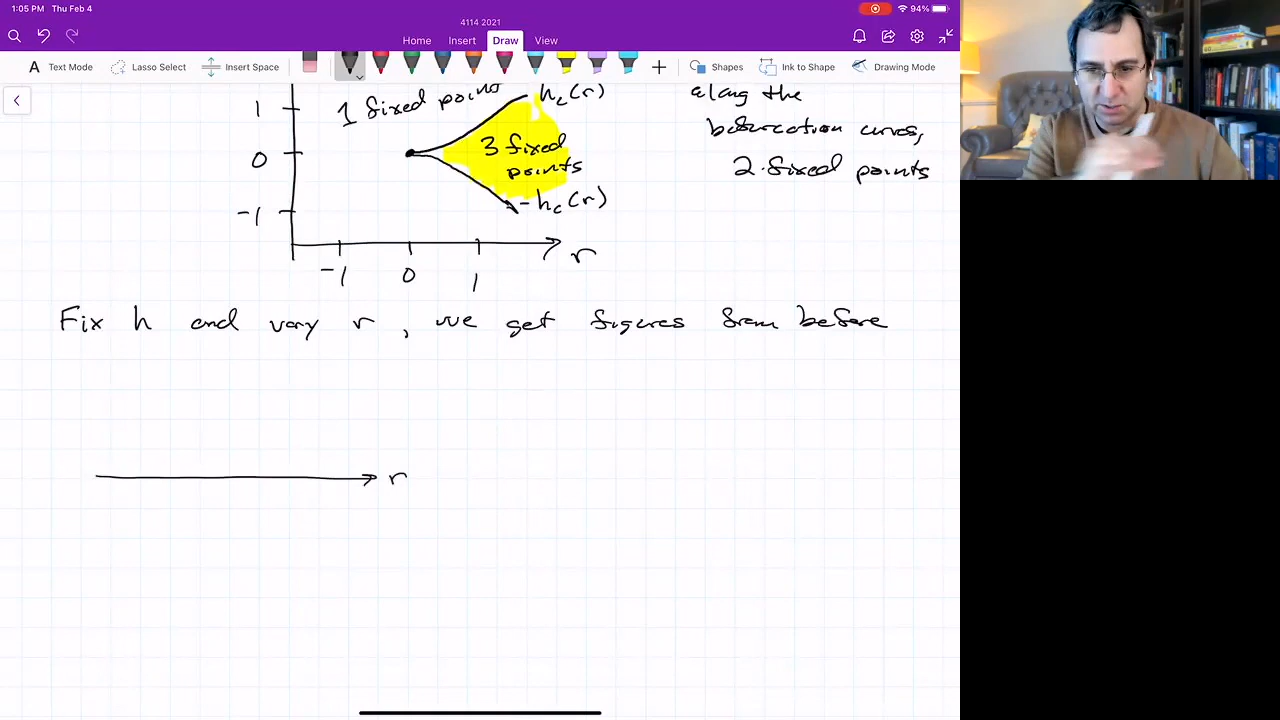 1:05 PM Thu Feb 4
94%
4114 2021
Home Insert Draw View
A Text Mode Lasso Select Insert Space Shapes Ink to Shape Drawing Mode
1 1 fixed point hc(r) along the
0 3 fixed bifurcation curves,
points 2 fixed points
-1 -hc(r)
r
-1 0 1
Fix h and vary r, we get figures from before
r